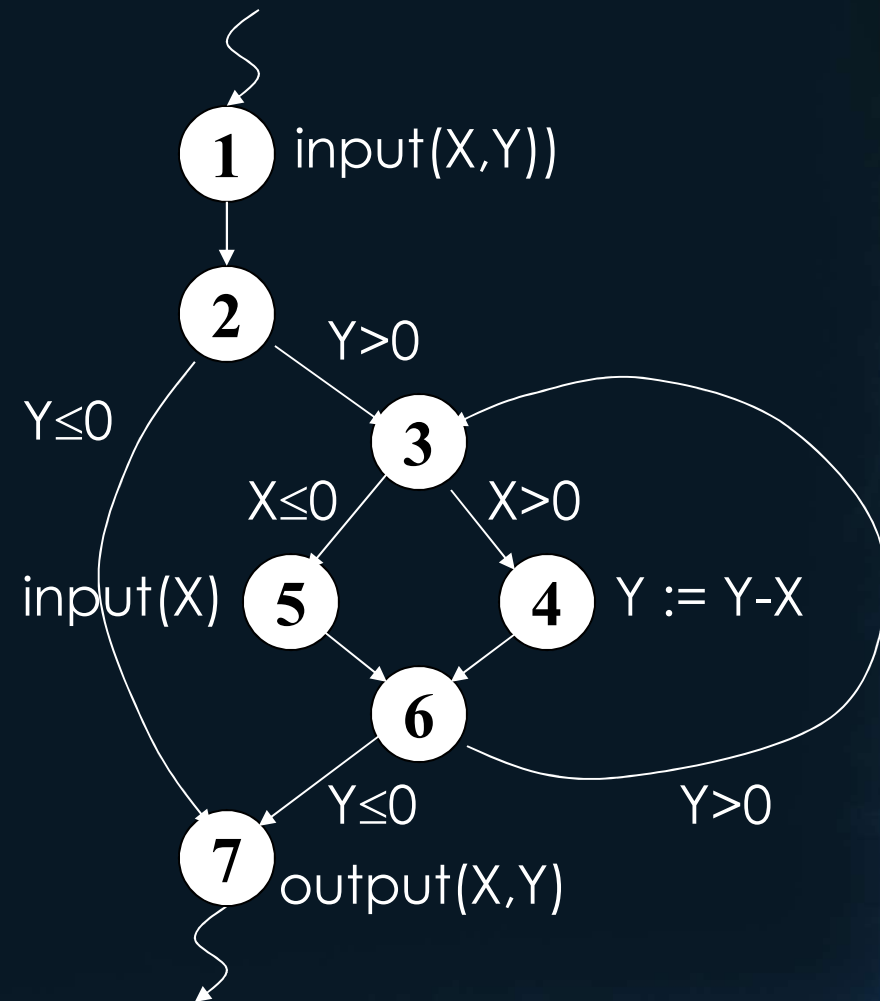 1 input(X,Y))
2
Y>0
Y≤0
3
X≤0 X>0
input(X) 5 4 Y := Y-X
6
Y≤0 Y>0
7
output(X,Y)